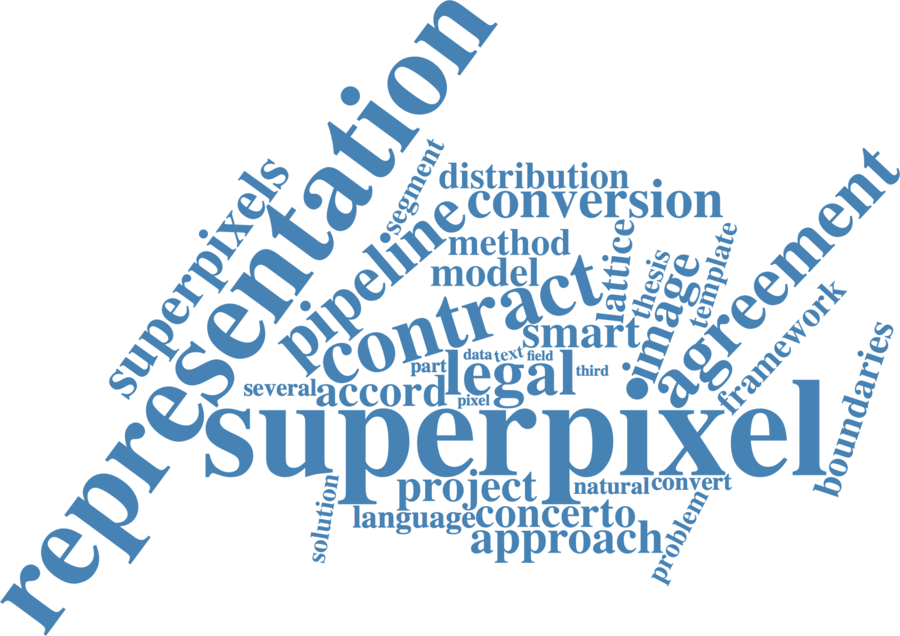 representation
superpixels
segment
distribution
conversion
pipeline
method
model
lattice
thesis
template
agreement
contract
smart
image
framework
boundaries
data text field
part
legal
third
several
accord
pixel
superpixel
project
natural
convert
solution
language
concerto
approach
problem